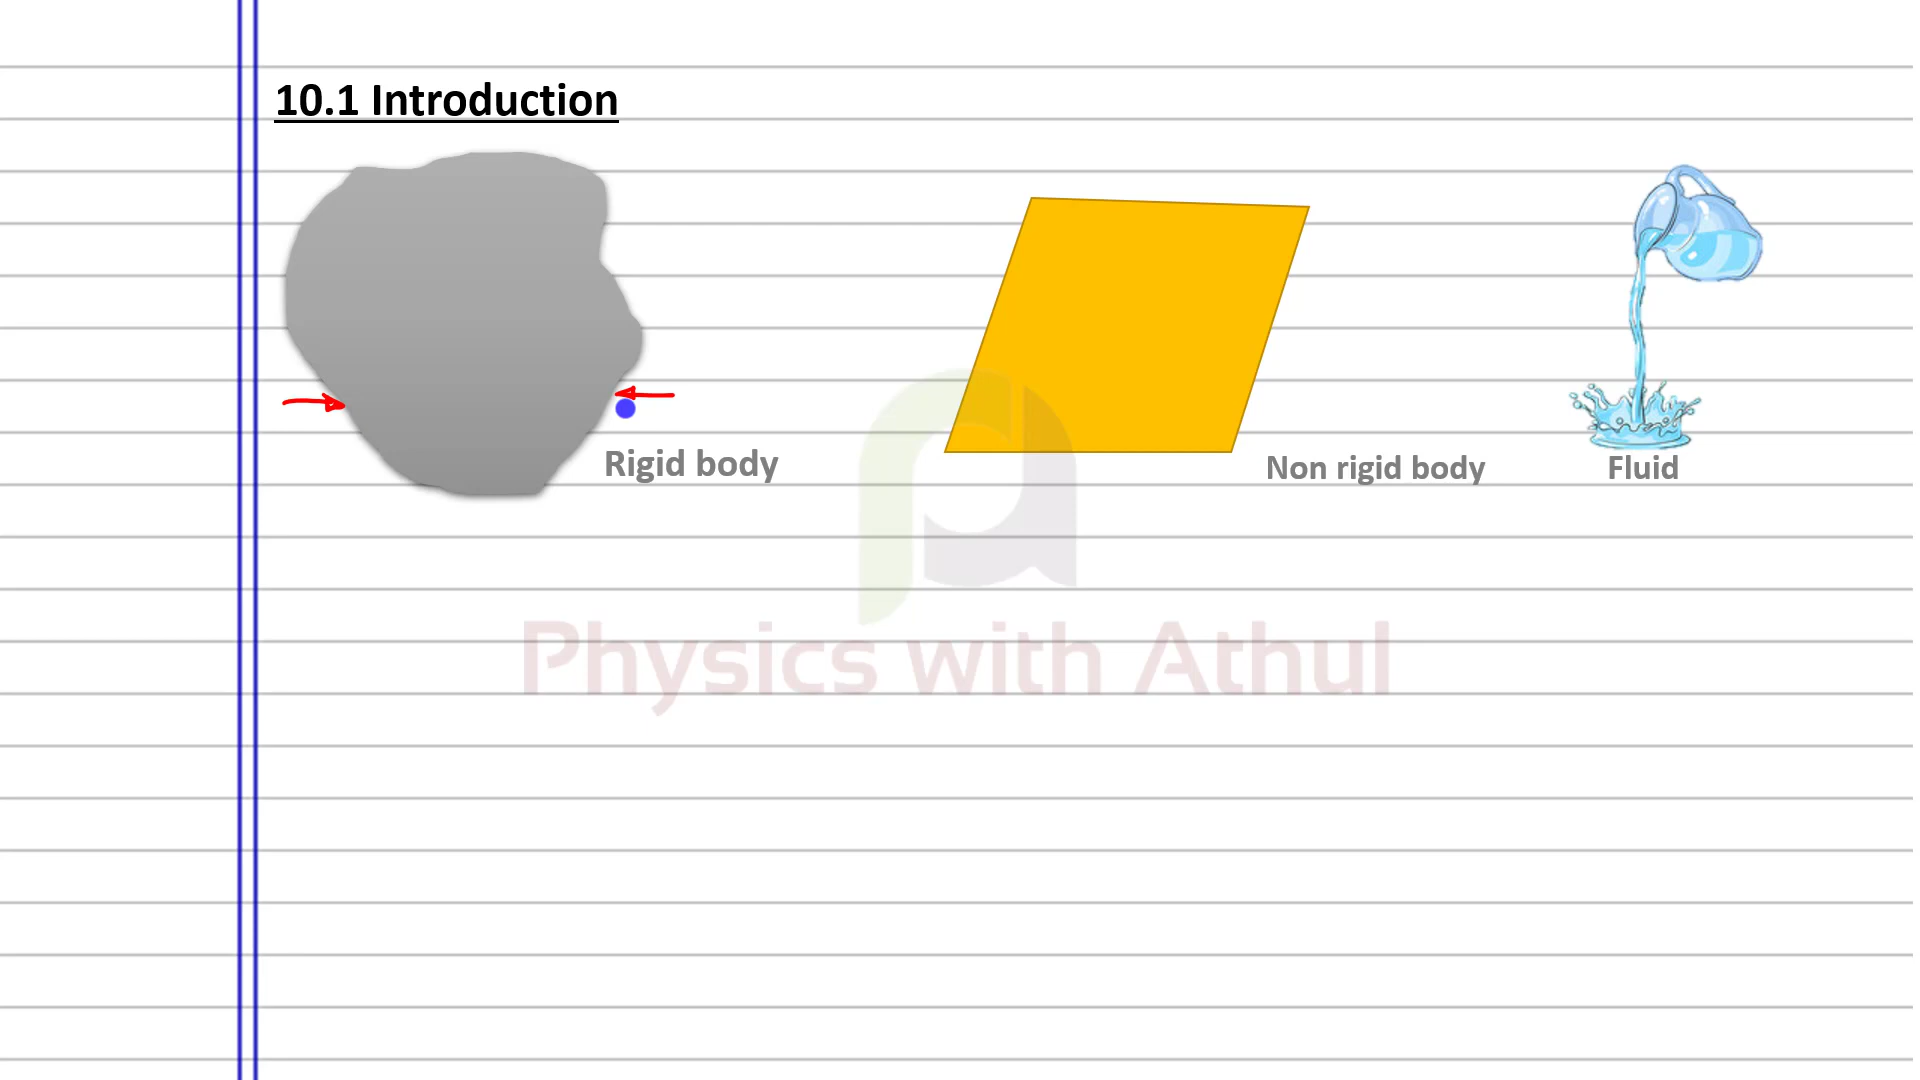 10.1 Introduction
Rigid body
Non rigid body
Fluid
Physics with Athul